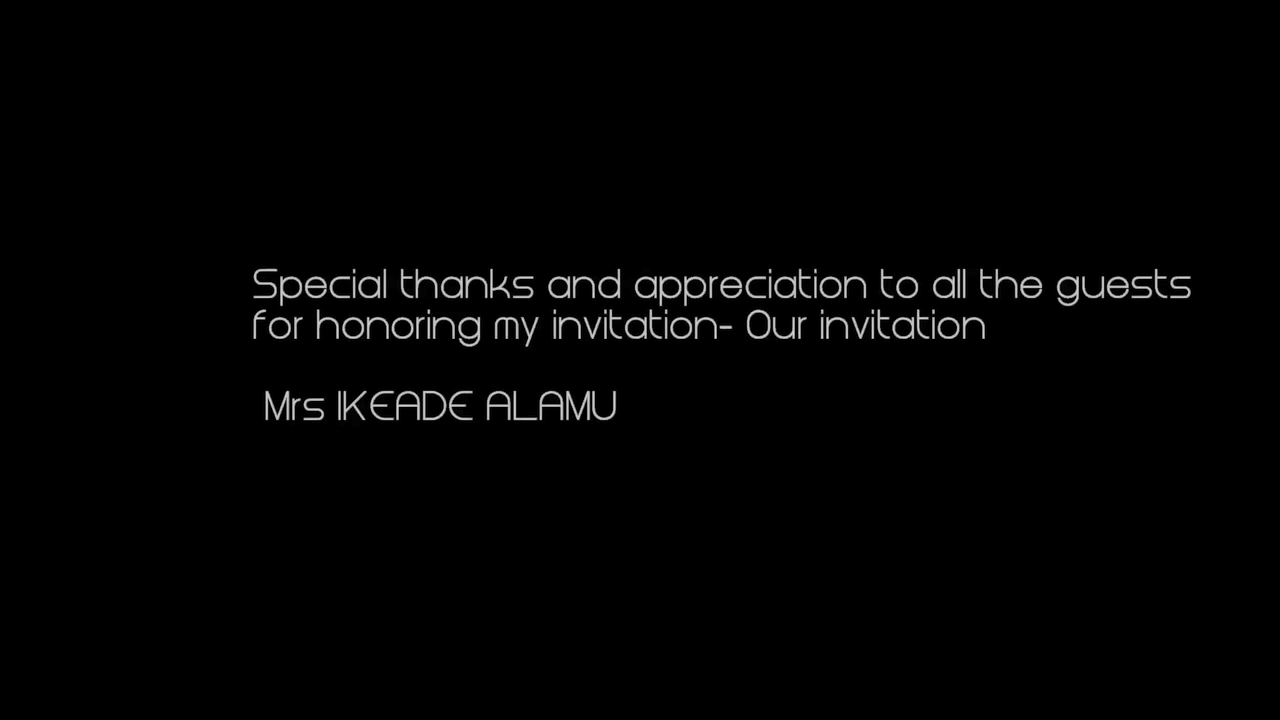 Special thanks and appreciation to all the guests
for honoring my invitation- Our invitation
Mrs IKEADE ALAMU